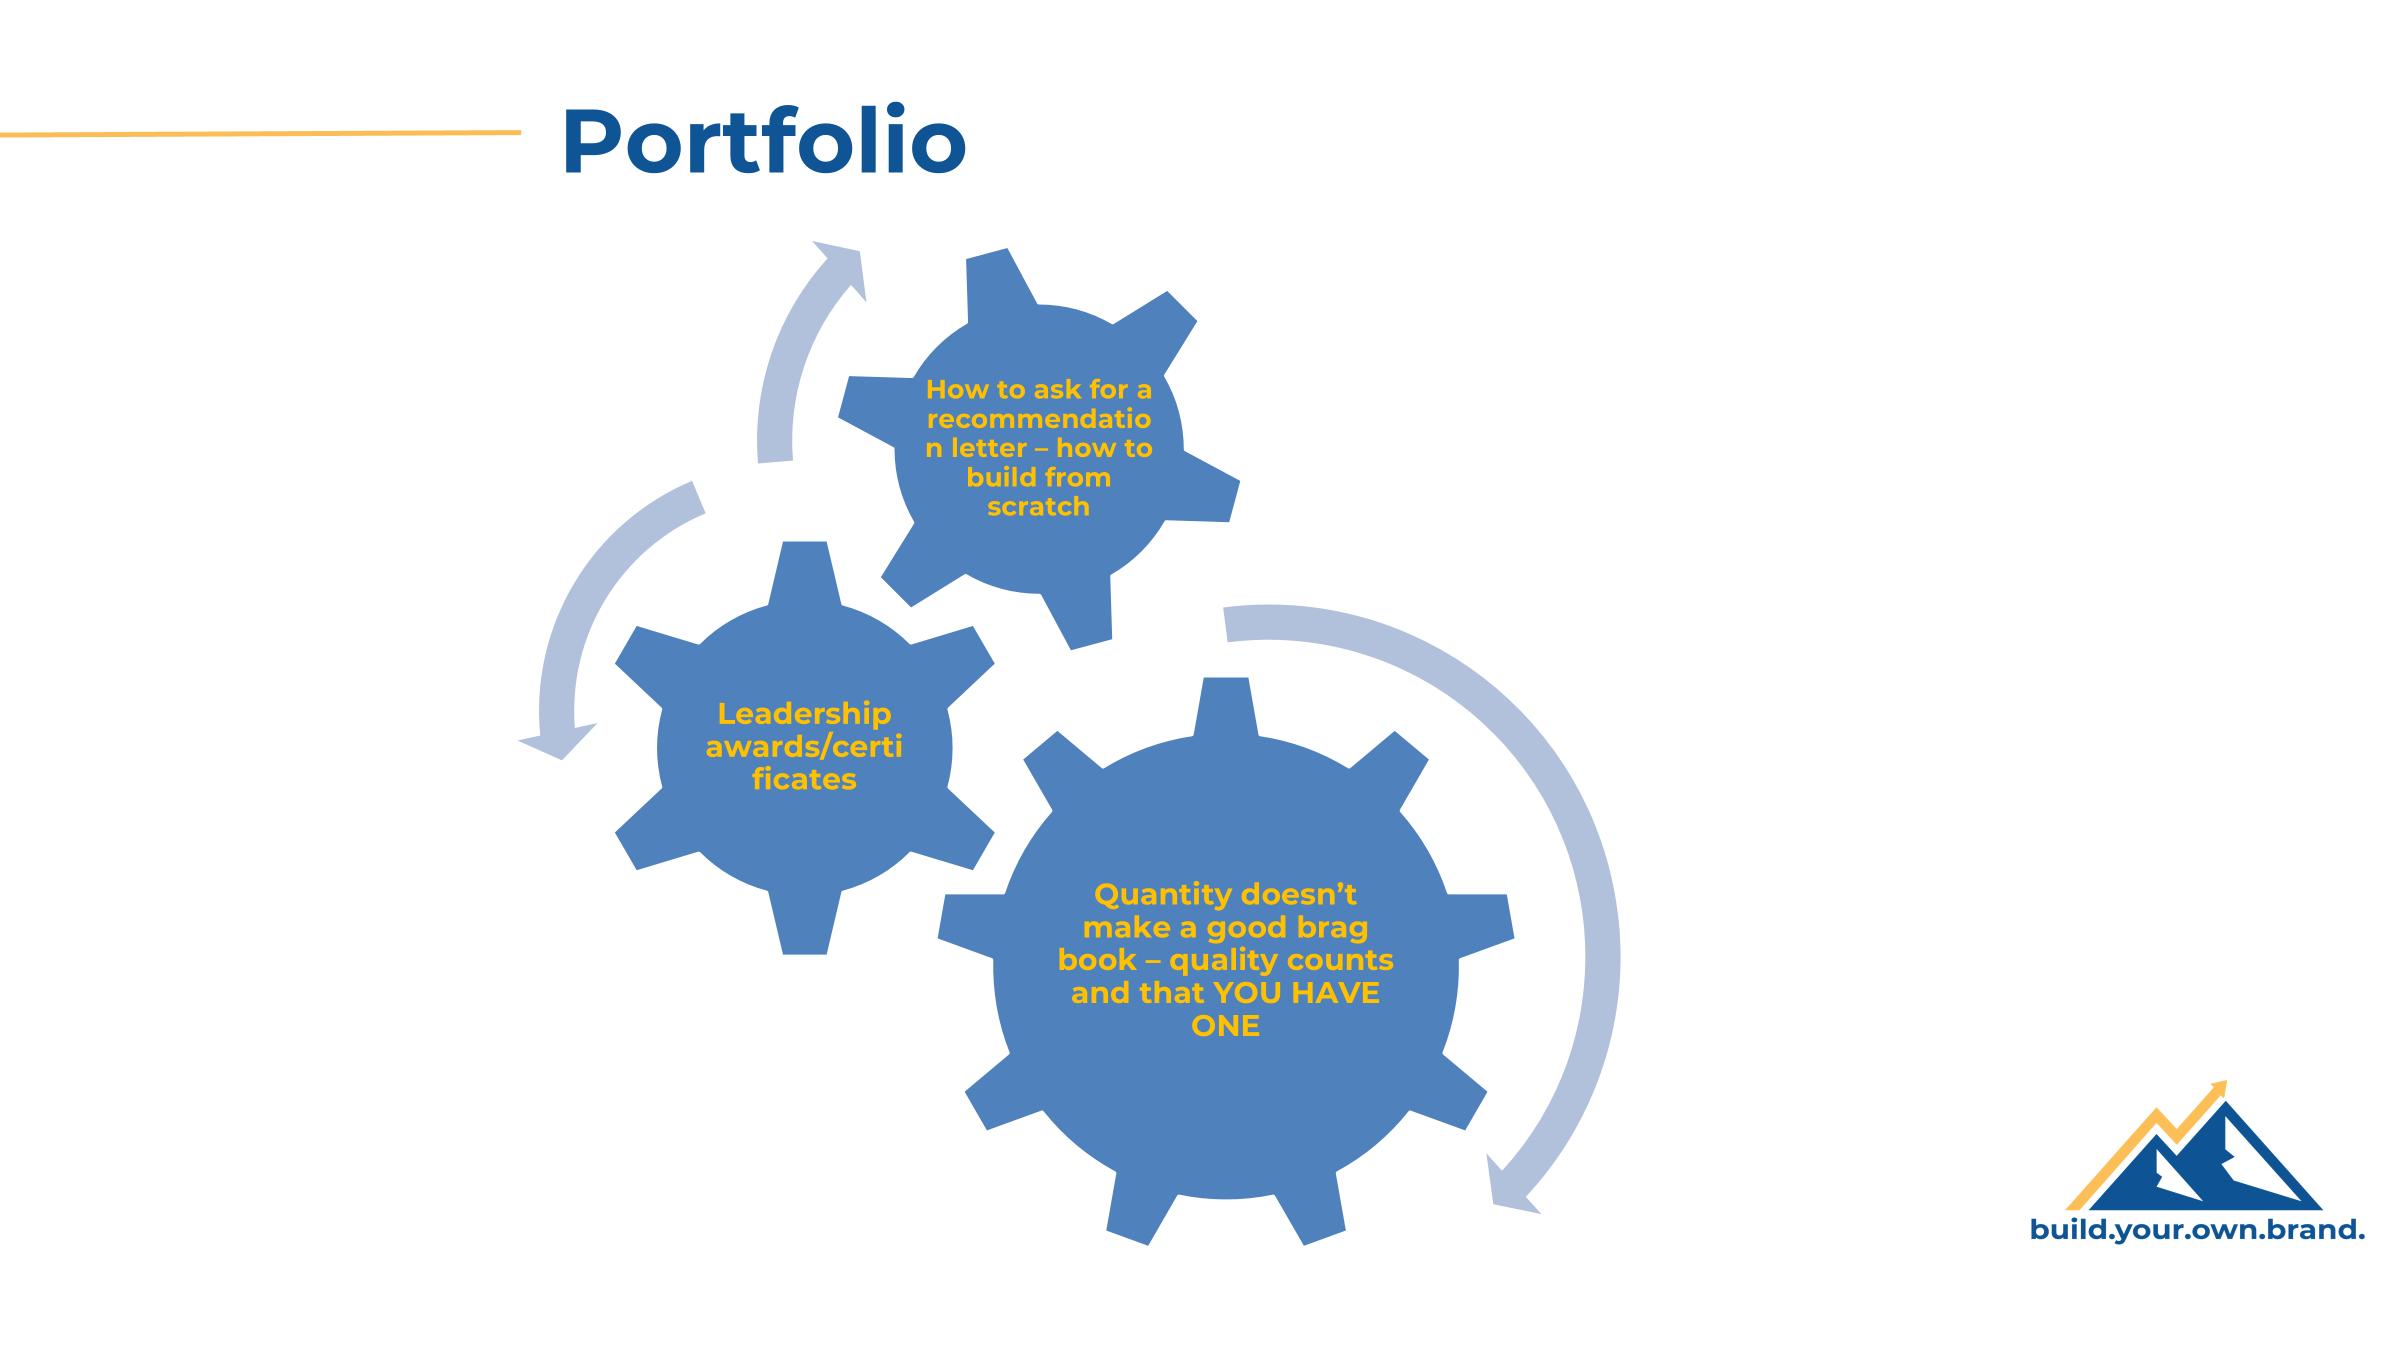 Portfolio
How to ask for a
recommendatio
n letter – how to
build from
scratch
Leadership
awards/certi
ficates
Quantity doesn’t
make a good brag
book – quality counts
and that YOU HAVE
ONE
build.your.own.brand.